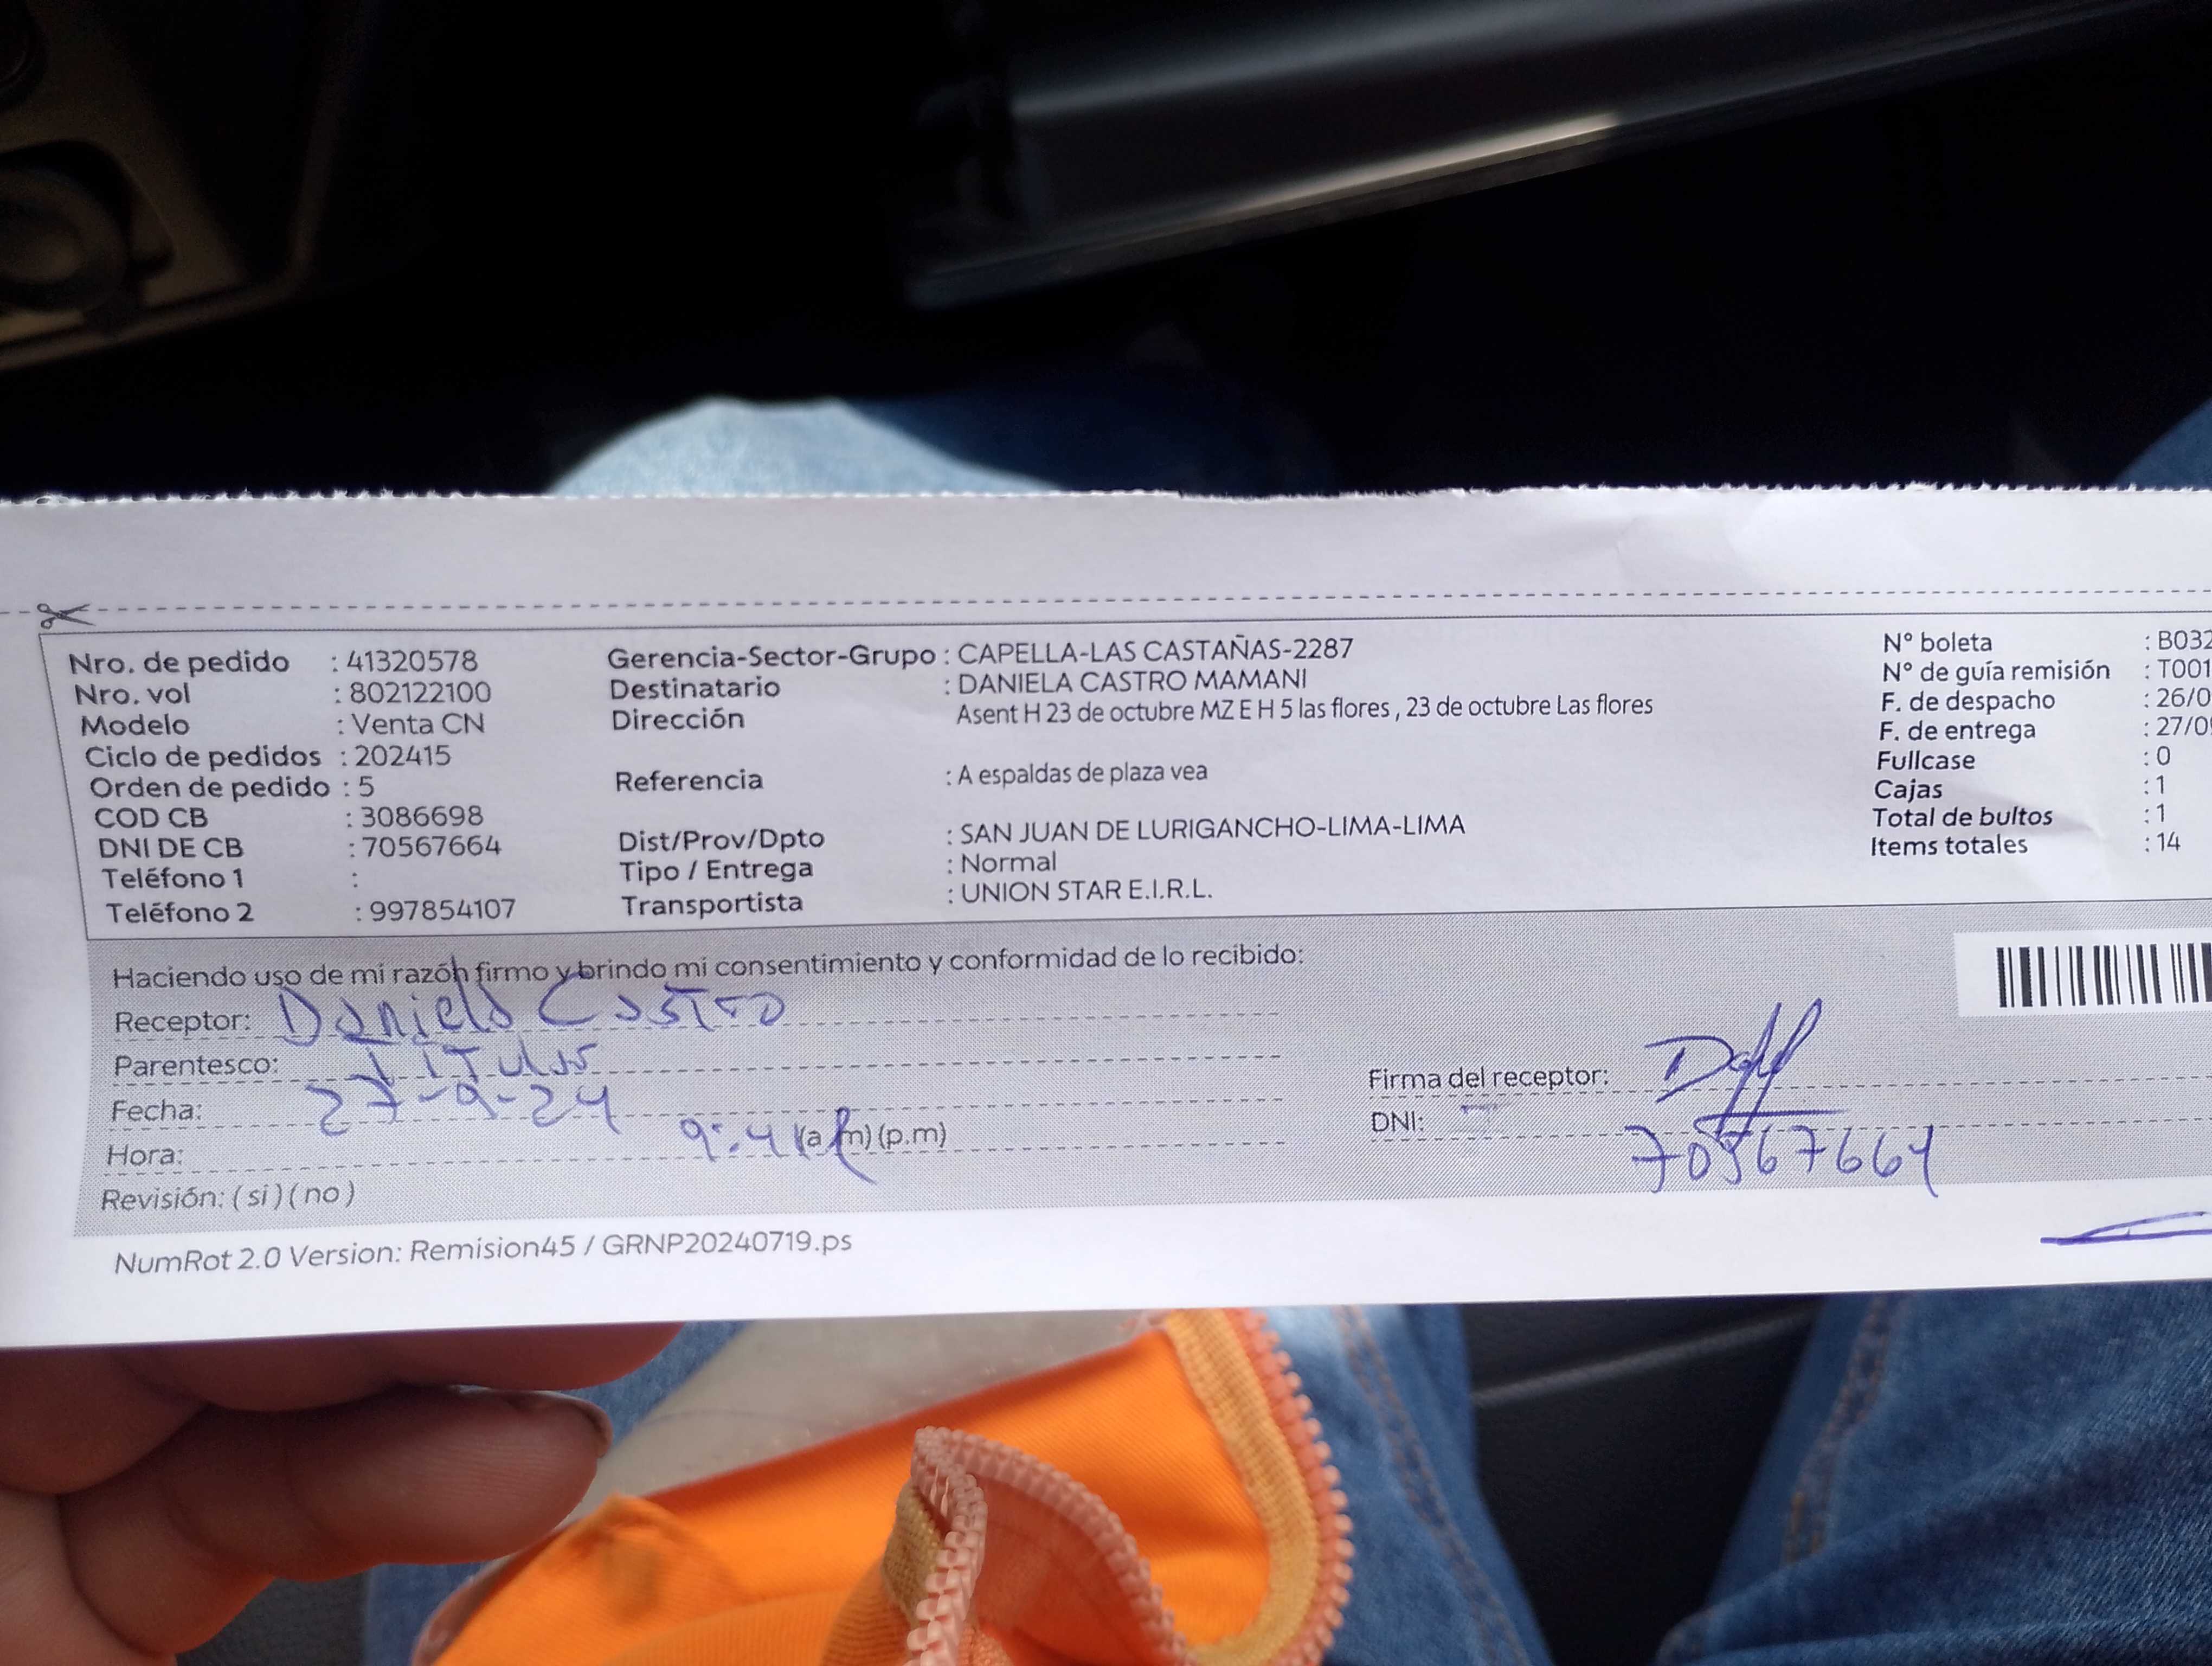 Nro. de pedido : 41320578
Nro. vol : 802122100
Modelo : Venta CN
Ciclo de pedidos : 202415
Orden de pedido : 5
COD CB : 3086698
DNI DE CB : 70567664
Teléfono 1 :
Teléfono 2 : 997854107
Gerencia-Sector-Grupo : CAPELLA-LAS CASTAÑAS-2287
Destinatario : DANIELA CASTRO MAMANI
Dirección Asent H 23 de octubre MZ E H 5 las flores , 23 de octubre Las flores
Referencia : A espaldas de plaza vea
Dist/Prov/Dpto : SAN JUAN DE LURIGANCHO-LIMA-LIMA
Tipo / Entrega : Normal
Transportista : UNION STAR E.I.R.L.
N° boleta : B032
N° de guía remisión : T001
F. de despacho : 26/0
F. de entrega : 27/0
Fullcase : 0
Cajas : 1
Total de bultos : 1
Items totales : 14
Haciendo uso de mi razón firmo y brindo mi consentimiento y conformidad de lo recibido:
Receptor: Daniela Castro
Parentesco: Titular
Fecha: 27-9-24
Hora: 9:41 (a.m) (p.m)
Revisión: ( si ) ( no )
Firma del receptor:
DNI: 70567664
NumRot 2.0 Version: Remision45 / GRNP20240719.ps